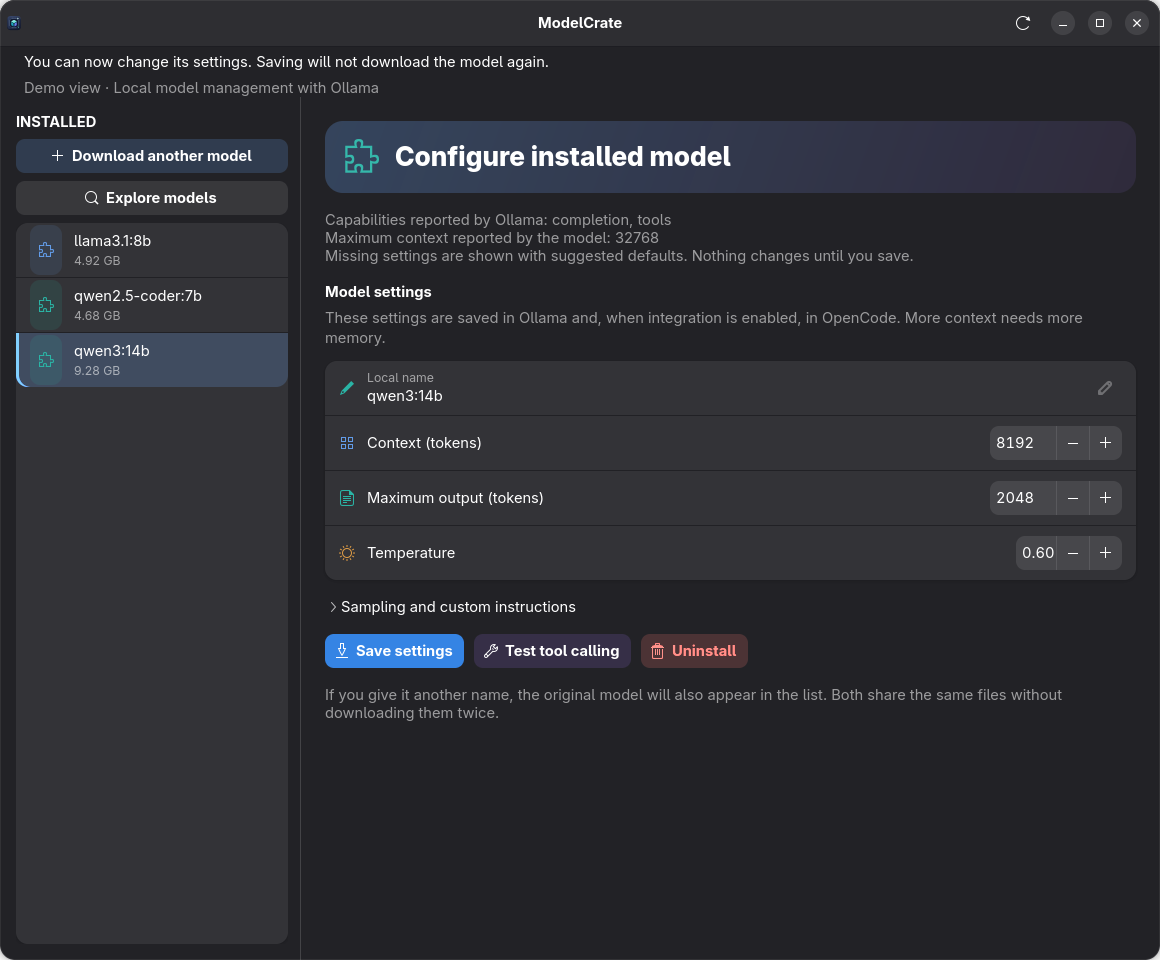 ModelCrate
You can now change its settings. Saving will not download the model again.
Demo view · Local model management with Ollama
INSTALLED
Download another model
Explore models
llama3.1:8b
4.92 GB
qwen2.5-coder:7b
4.68 GB
qwen3:14b
9.28 GB
Configure installed model
Capabilities reported by Ollama: completion, tools
Maximum context reported by the model: 32768
Missing settings are shown with suggested defaults. Nothing changes until you save.
Model settings
These settings are saved in Ollama and, when integration is enabled, in OpenCode. More context needs more
memory.
Local name
qwen3:14b
Context (tokens) 8192
Maximum output (tokens) 2048
Temperature 0.60
Sampling and custom instructions
Save settings Test tool calling Uninstall
If you give it another name, the original model will also appear in the list. Both share the same files without
downloading them twice.